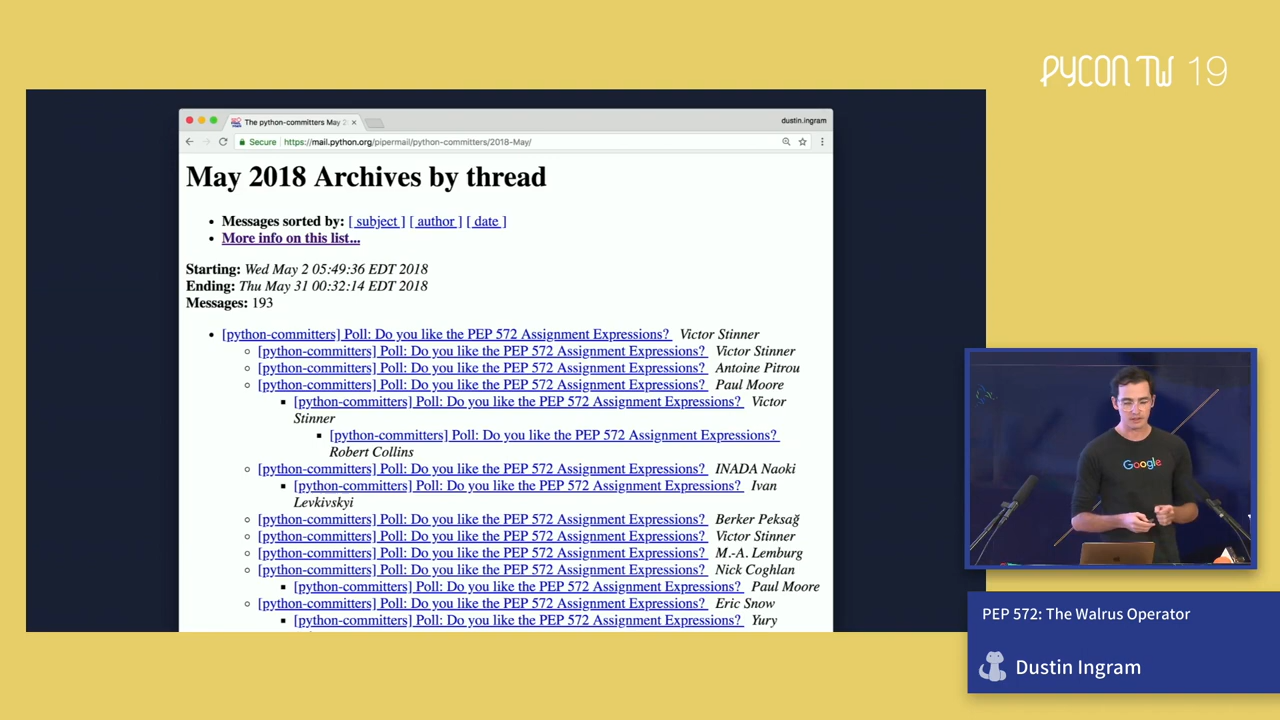 PYCON TW 19
The python-committers May 2
dustin.ingram
Secure https://mail.python.org/pipermail/python-committers/2018-May/
May 2018 Archives by thread
• Messages sorted by: [ subject ] [ author ] [ date ]
• More info on this list...
Starting: Wed May 2 05:49:36 EDT 2018
Ending: Thu May 31 00:32:14 EDT 2018
Messages: 193
[python-committers] Poll: Do you like the PEP 572 Assignment Expressions? Victor Stinner
[python-committers] Poll: Do you like the PEP 572 Assignment Expressions? Victor Stinner
[python-committers] Poll: Do you like the PEP 572 Assignment Expressions? Antoine Pitrou
[python-committers] Poll: Do you like the PEP 572 Assignment Expressions? Paul Moore
[python-committers] Poll: Do you like the PEP 572 Assignment Expressions? Victor
Stinner
[python-committers] Poll: Do you like the PEP 572 Assignment Expressions?
Robert Collins
[python-committers] Poll: Do you like the PEP 572 Assignment Expressions? INADA Naoki
[python-committers] Poll: Do you like the PEP 572 Assignment Expressions? Ivan
Levkivskyi
[python-committers] Poll: Do you like the PEP 572 Assignment Expressions? Berker Peksağ
[python-committers] Poll: Do you like the PEP 572 Assignment Expressions? Victor Stinner
[python-committers] Poll: Do you like the PEP 572 Assignment Expressions? M.-A. Lemburg
[python-committers] Poll: Do you like the PEP 572 Assignment Expressions? Nick Coghlan
[python-committers] Poll: Do you like the PEP 572 Assignment Expressions? Paul Moore
[python-committers] Poll: Do you like the PEP 572 Assignment Expressions? Eric Snow
[python-committers] Poll: Do you like the PEP 572 Assignment Expressions? Yury
Google
PEP 572: The Walrus Operator
Dustin Ingram